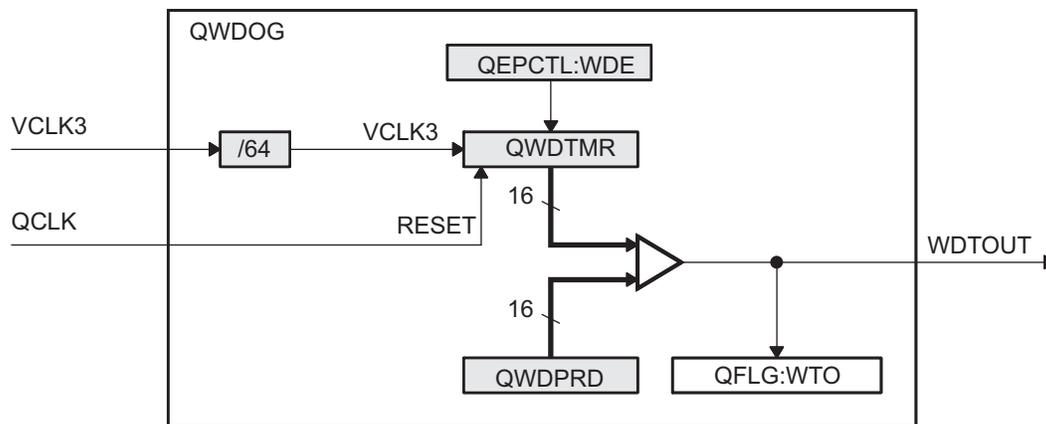 QWDOG
QEPCTL:WDE
VCLK3
/64
VCLK3
QWDTMR
16
QCLK
RESET
WDTOUT
16
QWDPRD
QFLG:WTO